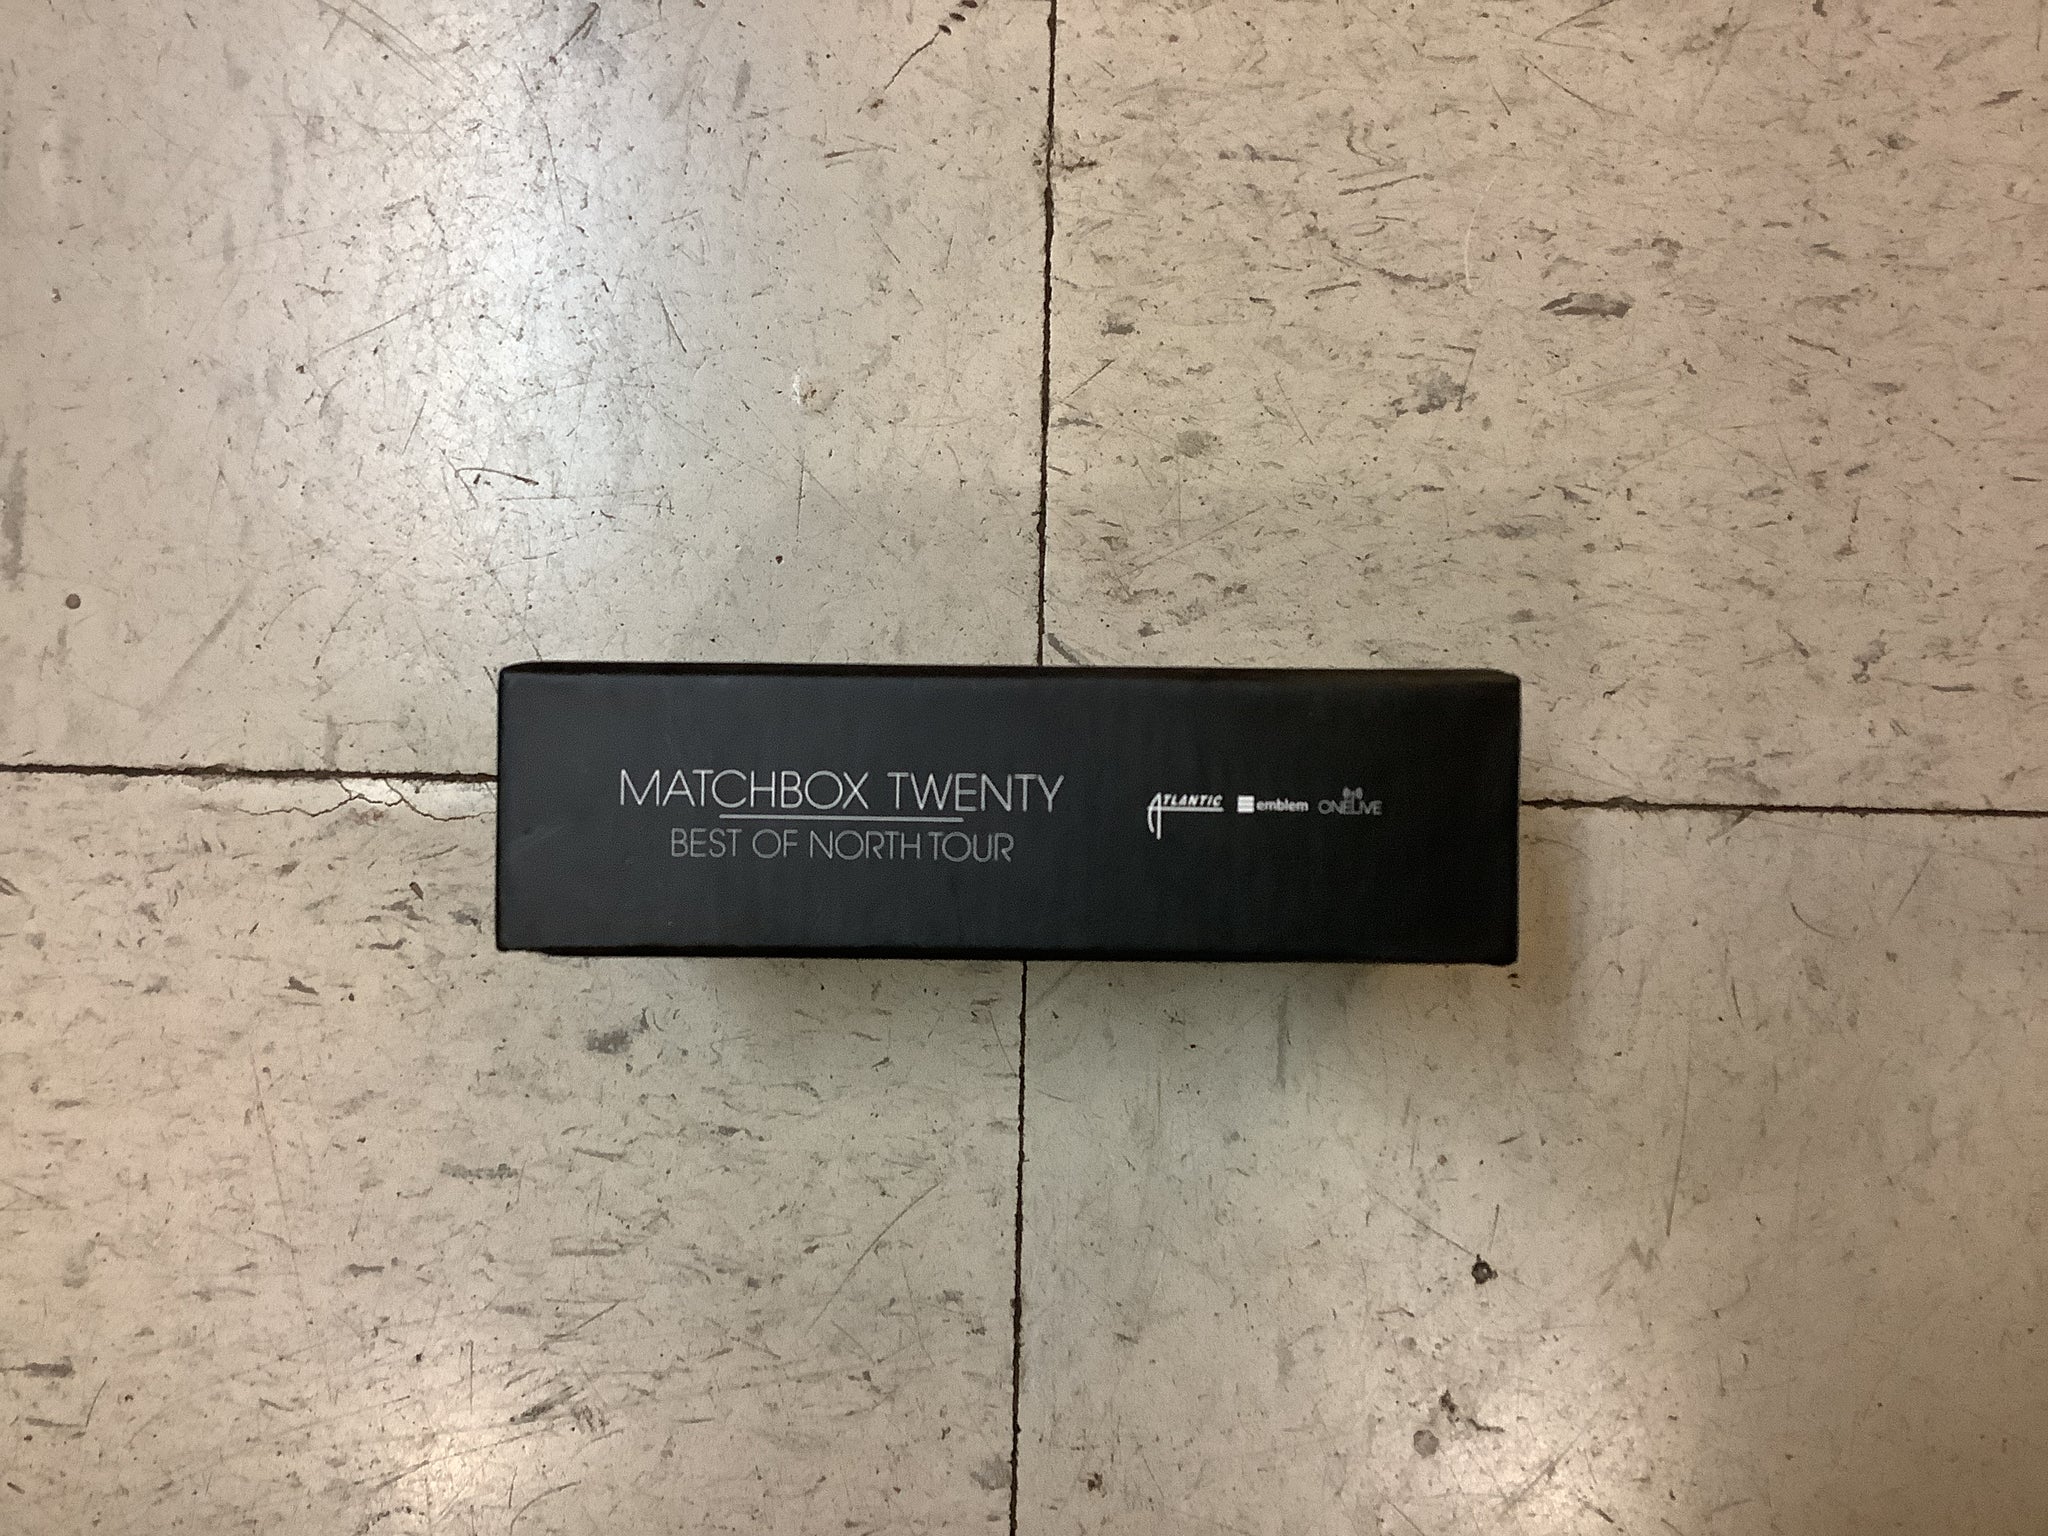 MATCHBOX TWENTY
BEST OF NORTH TOUR
ATLANTIC
emblem
ONELIVE